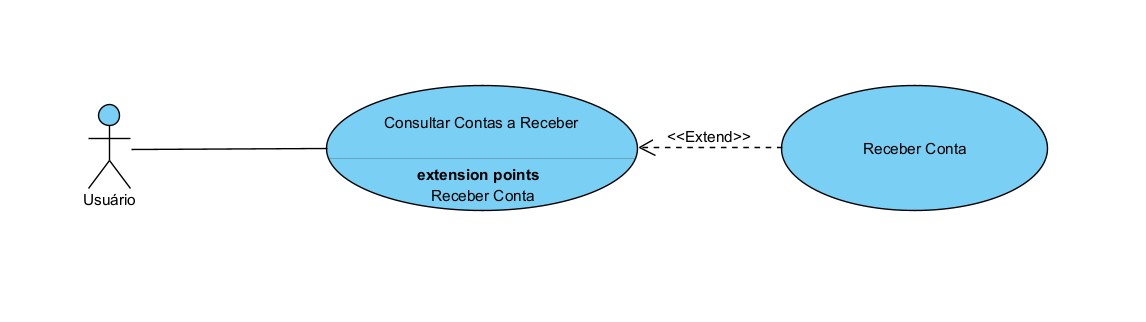 Usuário
Consultar Contas a Receber
extension points
Receber Conta
<<Extend>>
Receber Conta